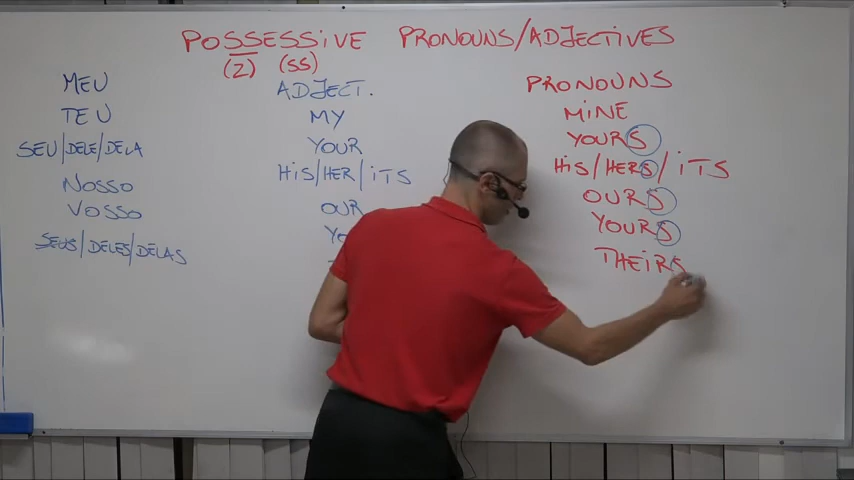 POSSESSIVE PRONOUNS/ADJECTIVES
(Z) (SS)
MEU
TEU
SEU/DELE/DELA
NOSSO
VOSSO
SEUS/DELES/DELAS
ADJECT.
MY
YOUR
HiS/HER/iTS
OUR
PRONOUNS
MiNE
YOURS
HiS/HERS/iTS
OURS
YOURS
THEiRS